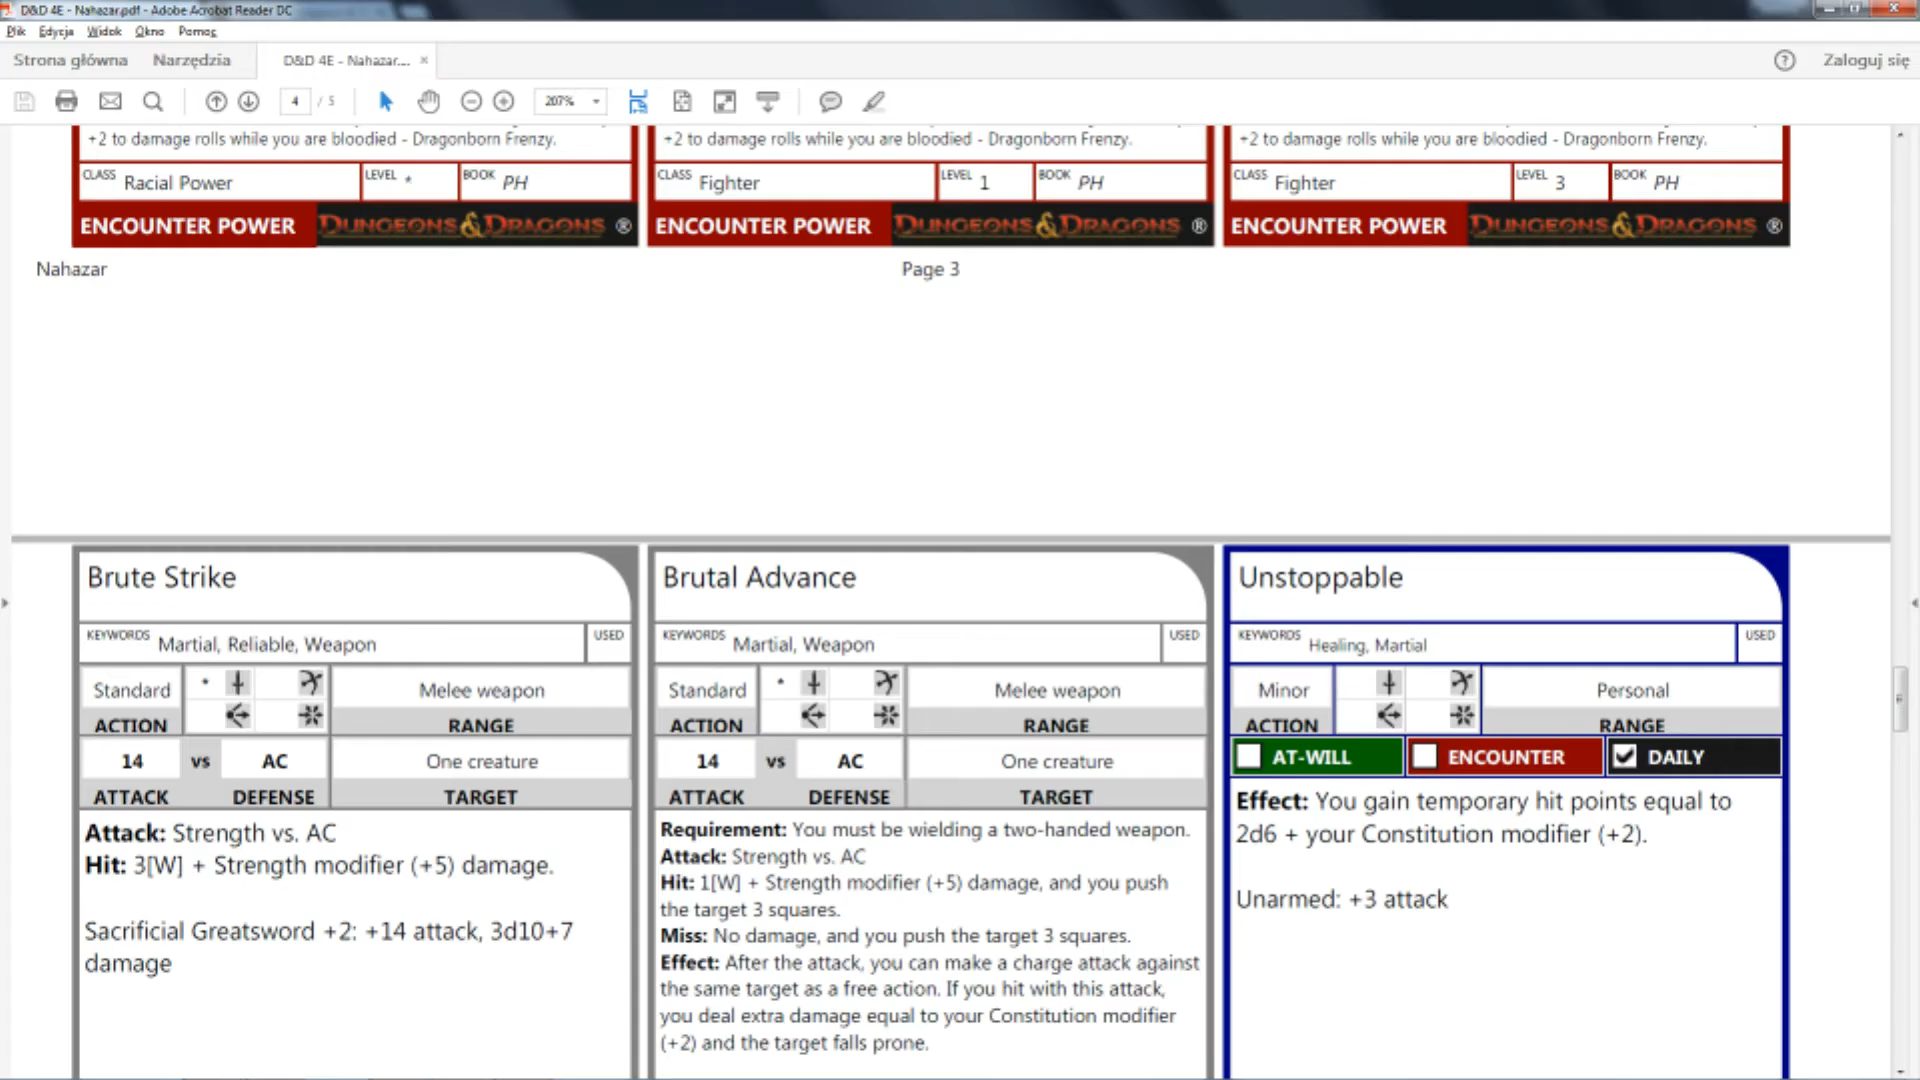 D&D 4E - Nahazar.pdf - Adobe Acrobat Reader DC
Plik Edycja Widok Okno Pomoc
Strona główna Narzędzia D&D 4E - Nahazar.... × ? Zaloguj się
4 / 5 207%
+2 to damage rolls while you are bloodied - Dragonborn Frenzy. +2 to damage rolls while you are bloodied - Dragonborn Frenzy. +2 to damage rolls while you are bloodied - Dragonborn Frenzy.
CLASS Racial Power LEVEL * BOOK PH CLASS Fighter LEVEL 1 BOOK PH CLASS Fighter LEVEL 3 BOOK PH
ENCOUNTER POWER DUNGEONS & DRAGONS ® ENCOUNTER POWER DUNGEONS & DRAGONS ® ENCOUNTER POWER DUNGEONS & DRAGONS ®
Nahazar Page 3
Brute Strike
KEYWORDS Martial, Reliable, Weapon USED
Standard * Melee weapon
ACTION RANGE
14 vs AC One creature
ATTACK DEFENSE TARGET
Attack: Strength vs. AC
Hit: 3[W] + Strength modifier (+5) damage.
Sacrificial Greatsword +2: +14 attack, 3d10+7
damage
Brutal Advance
KEYWORDS Martial, Weapon USED
Standard * Melee weapon
ACTION RANGE
14 vs AC One creature
ATTACK DEFENSE TARGET
Requirement: You must be wielding a two-handed weapon.
Attack: Strength vs. AC
Hit: 1[W] + Strength modifier (+5) damage, and you push
the target 3 squares.
Miss: No damage, and you push the target 3 squares.
Effect: After the attack, you can make a charge attack against
the same target as a free action. If you hit with this attack,
you deal extra damage equal to your Constitution modifier
(+2) and the target falls prone.
Unstoppable
KEYWORDS Healing, Martial USED
Minor Personal
ACTION RANGE
AT-WILL ENCOUNTER DAILY
Effect: You gain temporary hit points equal to
2d6 + your Constitution modifier (+2).
Unarmed: +3 attack